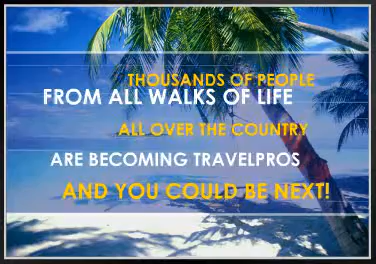 THOUSANDS OF PEOPLE
FROM ALL WALKS OF LIFE
ALL OVER THE COUNTRY
ARE BECOMING TRAVELPROS
AND YOU COULD BE NEXT!